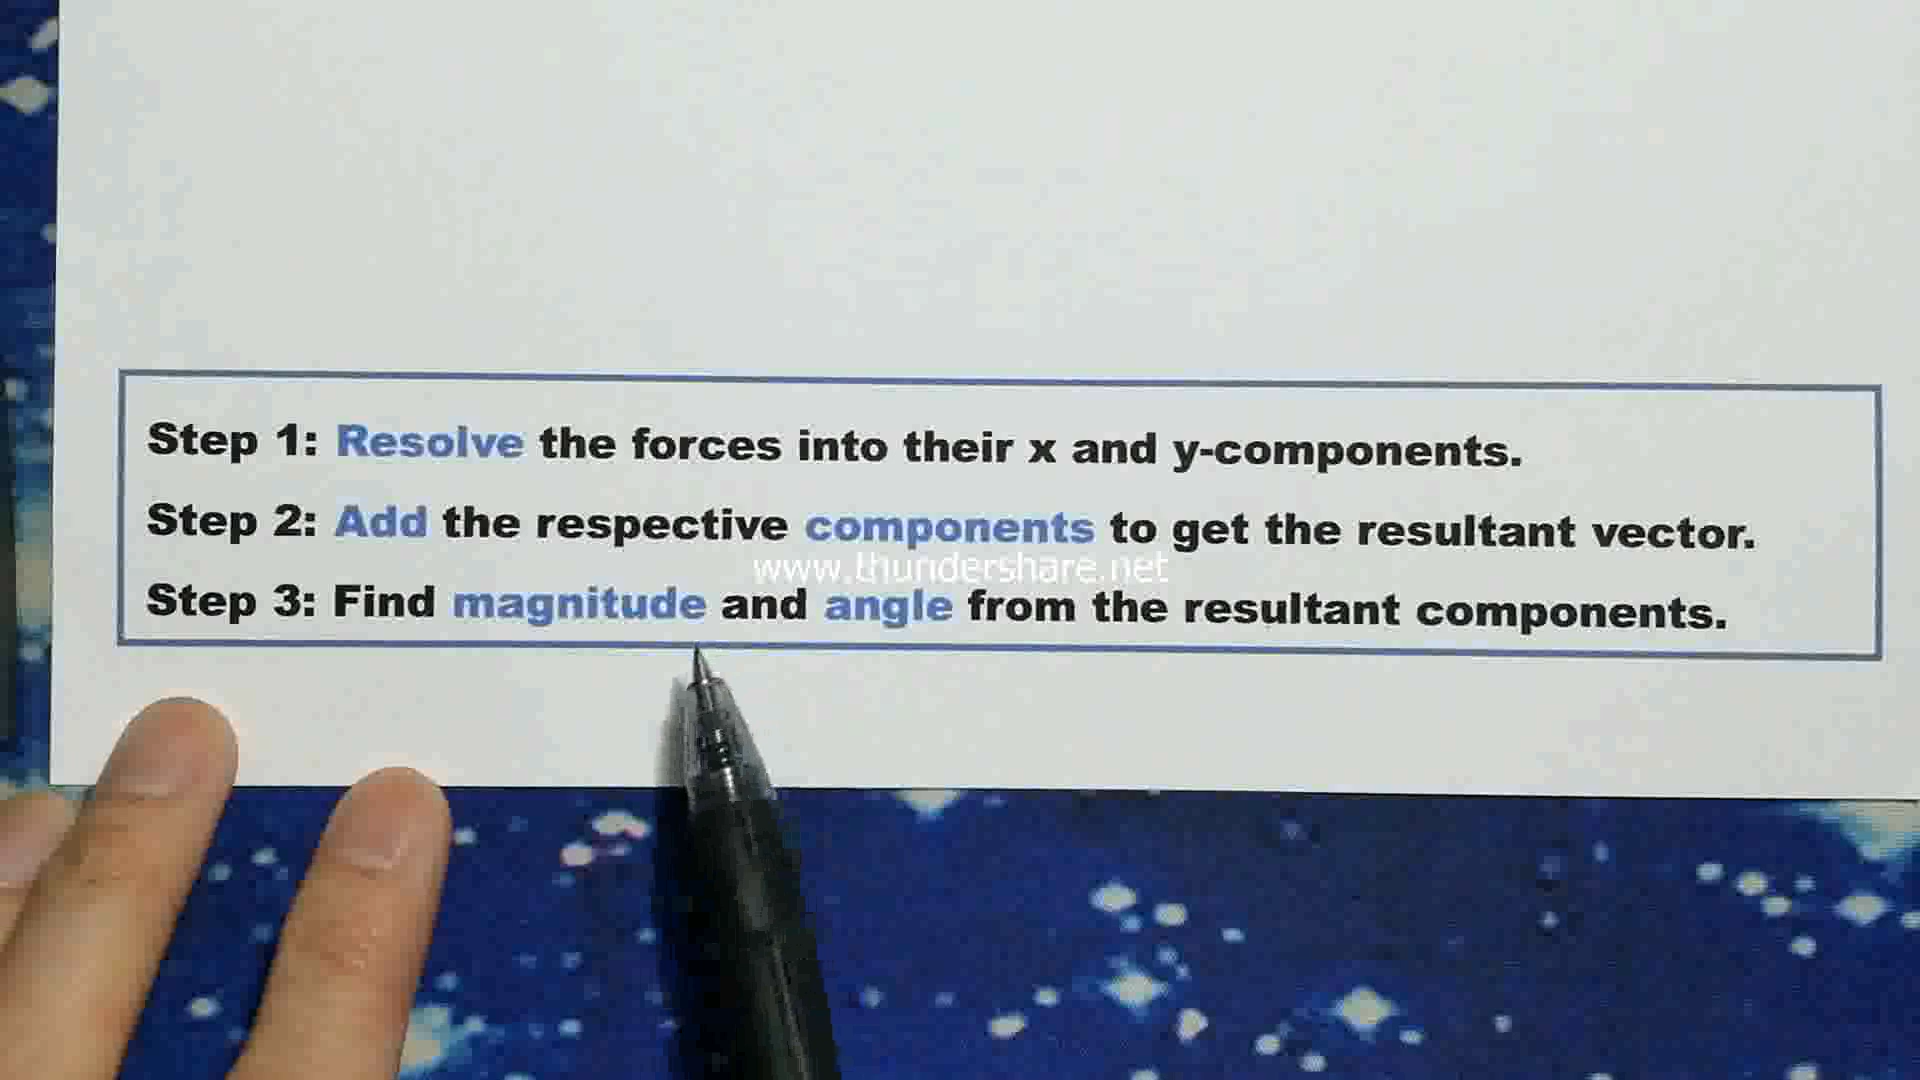 Step 1: Resolve the forces into their x and y-components.
Step 2: Add the respective components to get the resultant vector.
www.thundershare.net
Step 3: Find magnitude and angle from the resultant components.